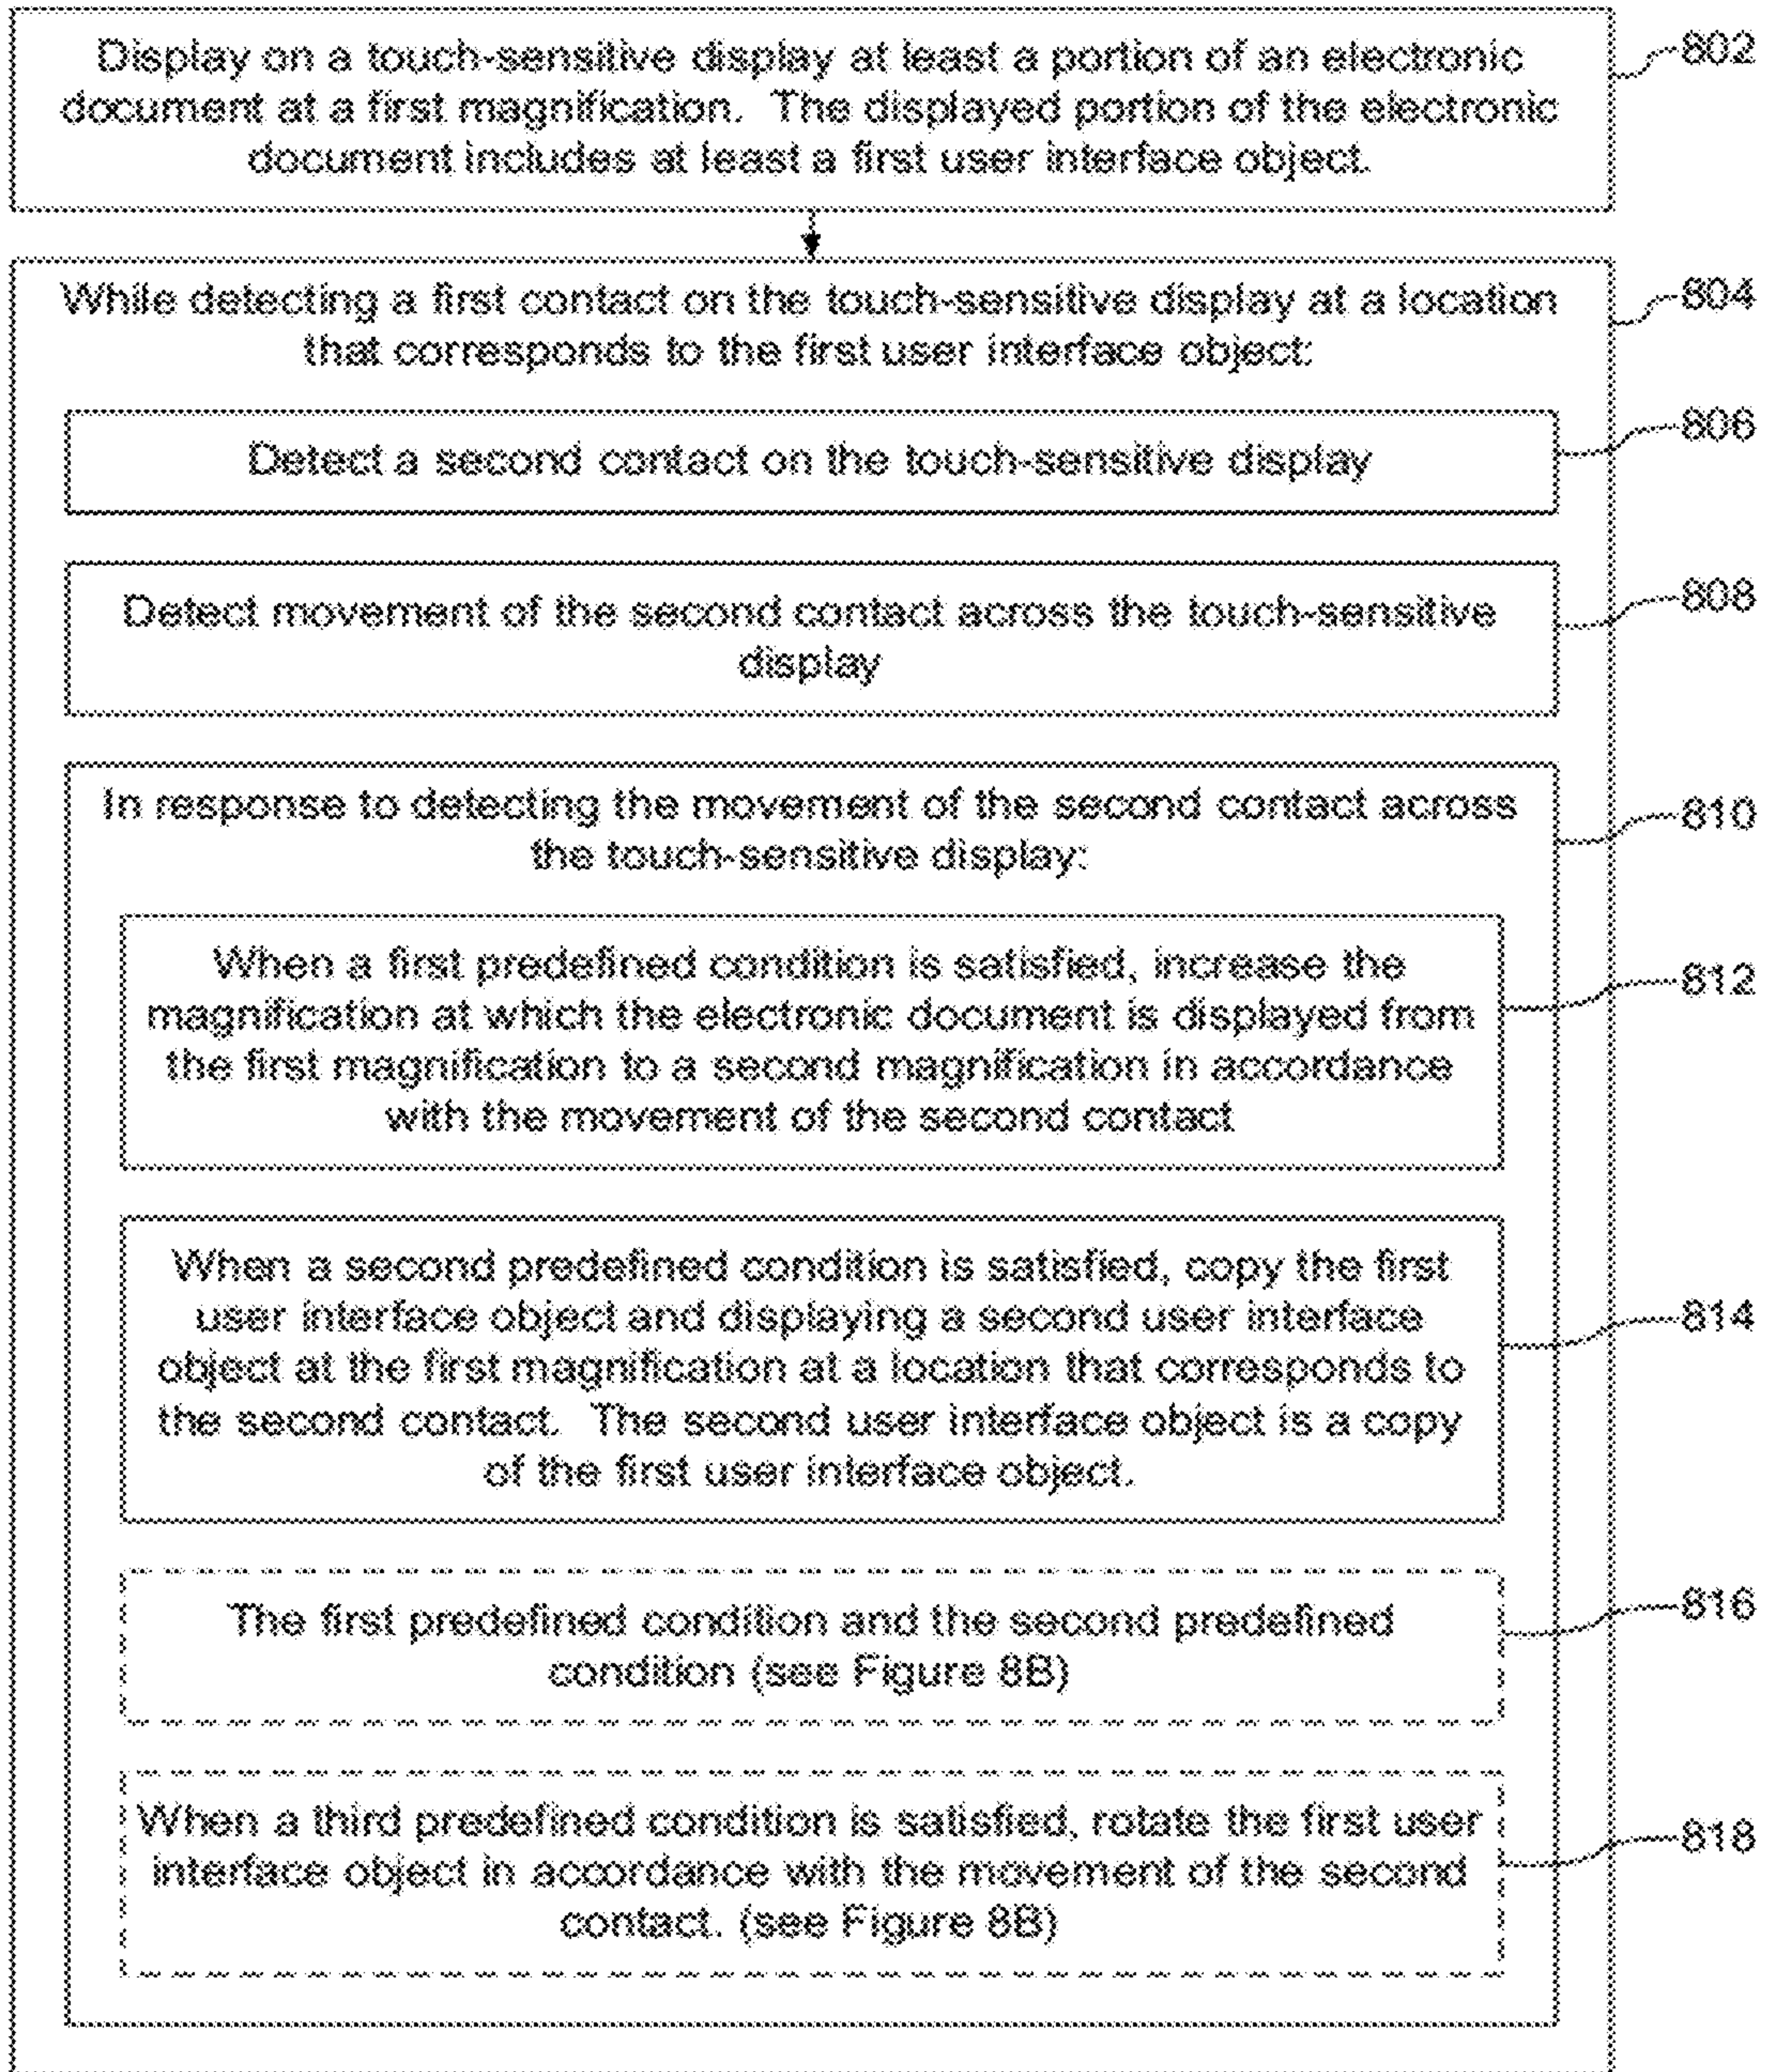 Display on a touch-sensitive display at least a portion of an electronic
document at a first magnification. The displayed portion of the electronic
document includes at least a first user interface object.
802
While detecting a first contact on the touch-sensitive display at a location
that corresponds to the first user interface object:
804
Detect a second contact on the touch-sensitive display
806
Detect movement of the second contact across the touch-sensitive
display
808
In response to detecting the movement of the second contact across
the touch-sensitive display:
810
When a first predefined condition is satisfied, increase the
magnification at which the electronic document is displayed from
the first magnification to a second magnification in accordance
with the movement of the second contact
812
When a second predefined condition is satisfied, copy the first
user interface object and displaying a second user interface
object at the first magnification at a location that corresponds to
the second contact. The second user interface object is a copy
of the first user interface object.
814
The first predefined condition and the second predefined
condition (see Figure 8B)
816
When a third predefined condition is satisfied, rotate the first user
interface object in accordance with the movement of the second
contact. (see Figure 8B)
818